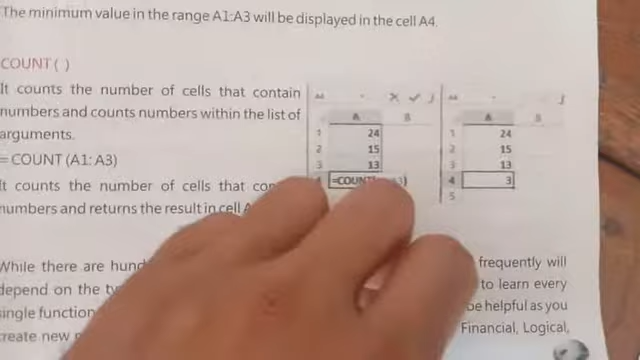 The minimum value in the range A1:A3 will be displayed in the cell A4.
COUNT ( )
It counts the number of cells that contain
numbers and counts numbers within the list of
arguments.
= COUNT (A1: A3)
It counts the number of cells that
numbers and returns the result in cell
A4
A B
1 24
2 15
3 13
4 =COUNT
A4
A B
1 24
2 15
3 13
4 3
5
While there are
frequently will
depend on the
to learn every
single function
be helpful as you
create new
Financial, Logical,